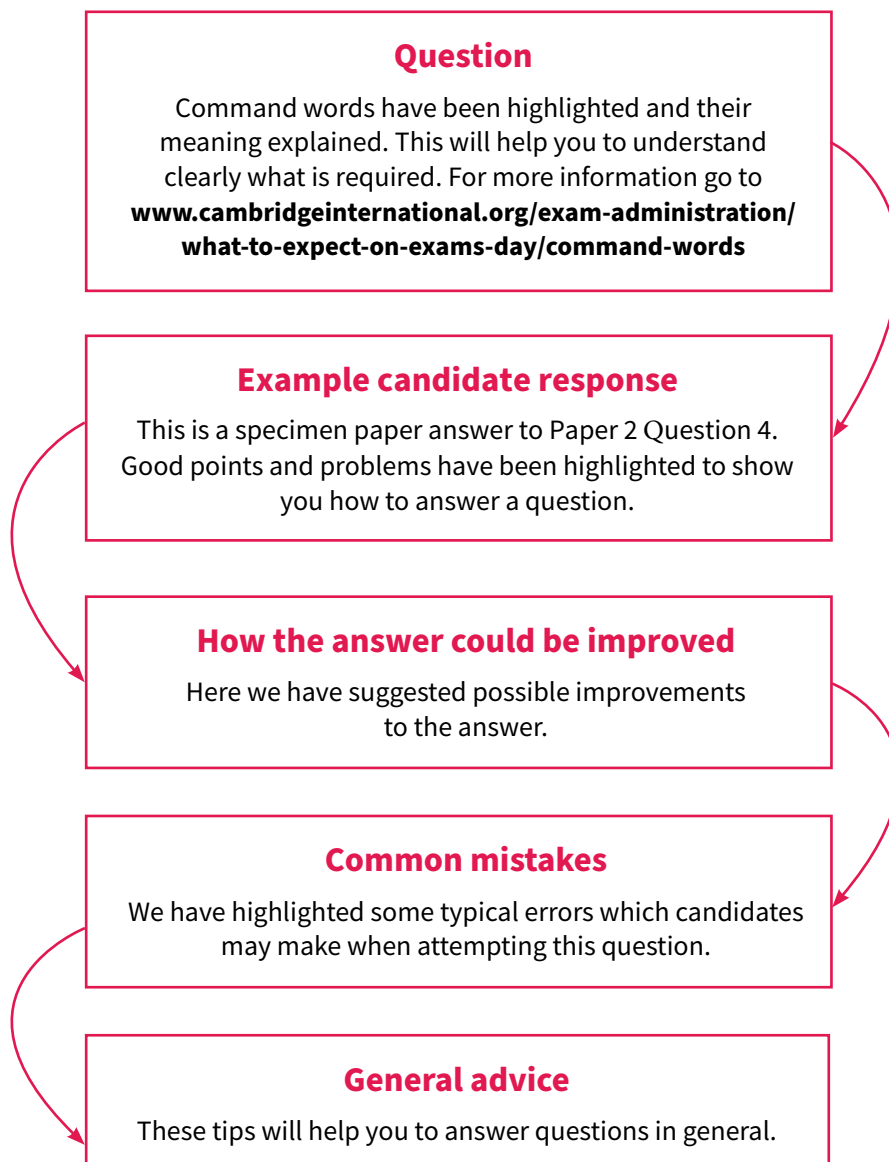 Question
Command words have been highlighted and their
meaning explained. This will help you to understand
clearly what is required. For more information go to
www.cambridgeinternational.org/exam-administration/
what-to-expect-on-exams-day/command-words
Example candidate response
This is a specimen paper answer to Paper 2 Question 4.
Good points and problems have been highlighted to show
you how to answer a question.
How the answer could be improved
Here we have suggested possible improvements
to the answer.
Common mistakes
We have highlighted some typical errors which candidates
may make when attempting this question.
General advice
These tips will help you to answer questions in general.